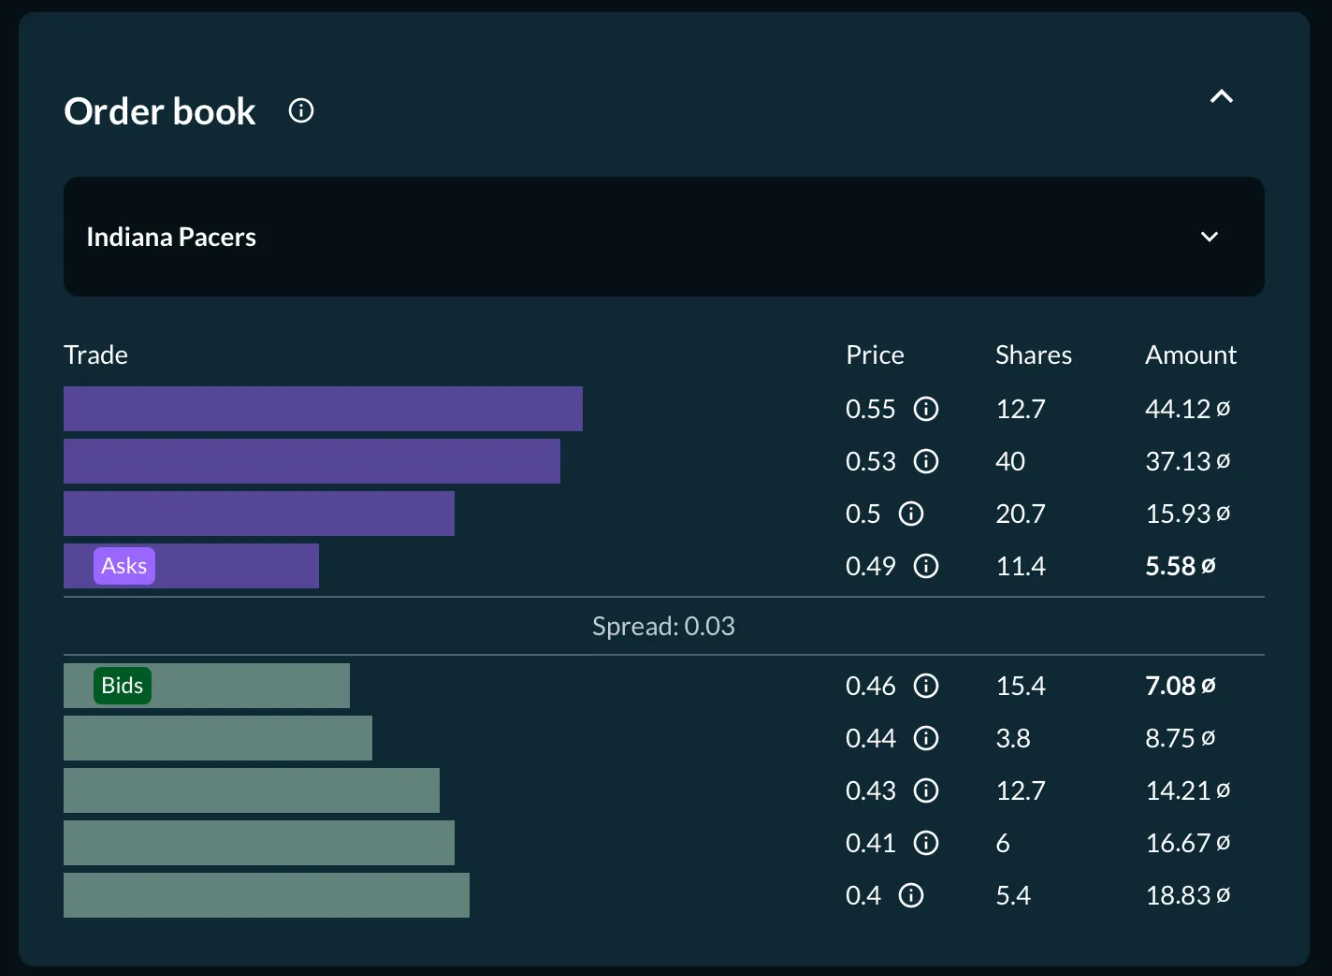 Order book
Indiana Pacers
Trade Price Shares Amount
0.55 12.7 44.12 ø
0.53 40 37.13 ø
0.5 20.7 15.93 ø
Asks 0.49 11.4 5.58 ø
Spread: 0.03
Bids 0.46 15.4 7.08 ø
0.44 3.8 8.75 ø
0.43 12.7 14.21 ø
0.41 6 16.67 ø
0.4 5.4 18.83 ø